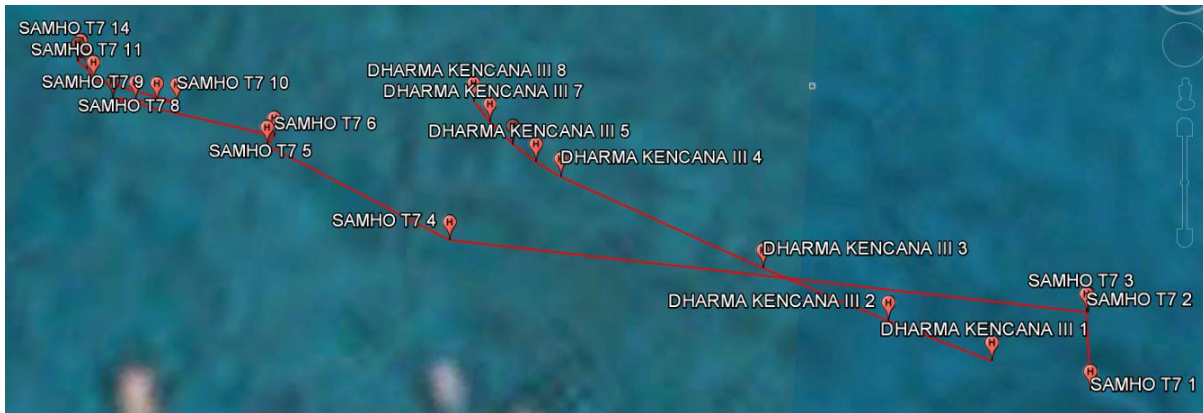 SAMHO T7 14
SAMHO T7 11
SAMHO T7 9
SAMHO T7 10
SAMHO T7 8
SAMHO T7 6
SAMHO T7 5
SAMHO T7 4
DHARMA KENCANA III 8
DHARMA KENCANA III 7
DHARMA KENCANA III 5
DHARMA KENCANA III 4
DHARMA KENCANA III 3
DHARMA KENCANA III 2
DHARMA KENCANA III 1
SAMHO T7 3
SAMHO T7 2
SAMHO T7 1